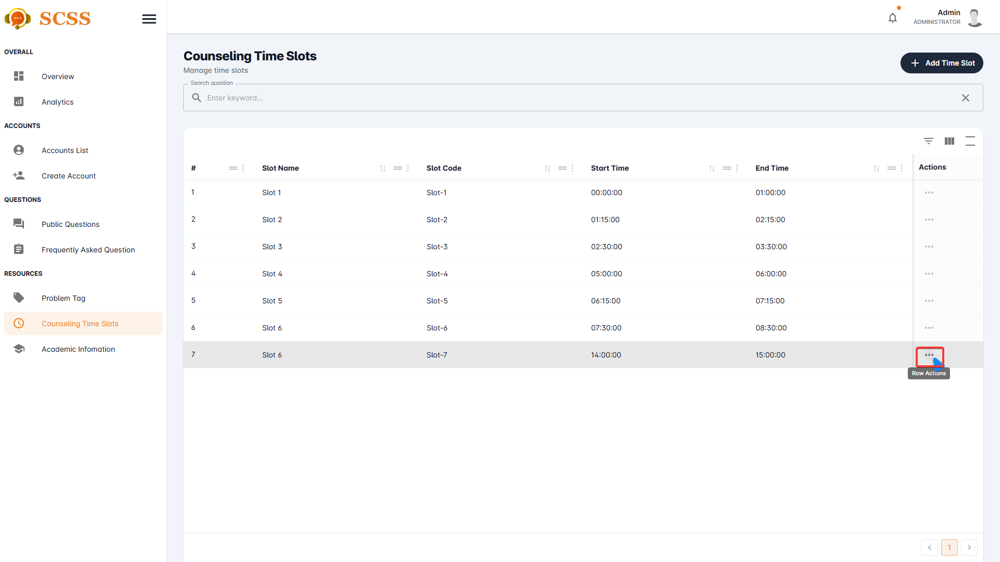 SCSS
Admin
ADMINISTRATOR
OVERALL
Overview
Analytics
ACCOUNTS
Accounts List
Create Account
QUESTIONS
Public Questions
Frequently Asked Question
RESOURCES
Problem Tag
Counseling Time Slots
Academic Infomation
Counseling Time Slots
Manage time slots
Add Time Slot
Search question
Enter keyword...
# Slot Name Slot Code Start Time End Time Actions
1 Slot 1 Slot-1 00:00:00 01:00:00
2 Slot 2 Slot-2 01:15:00 02:15:00
3 Slot 3 Slot-3 02:30:00 03:30:00
4 Slot 4 Slot-4 05:00:00 06:00:00
5 Slot 5 Slot-5 06:15:00 07:15:00
6 Slot 6 Slot-6 07:30:00 08:30:00
7 Slot 6 Slot-7 14:00:00 15:00:00
Row Actions
1